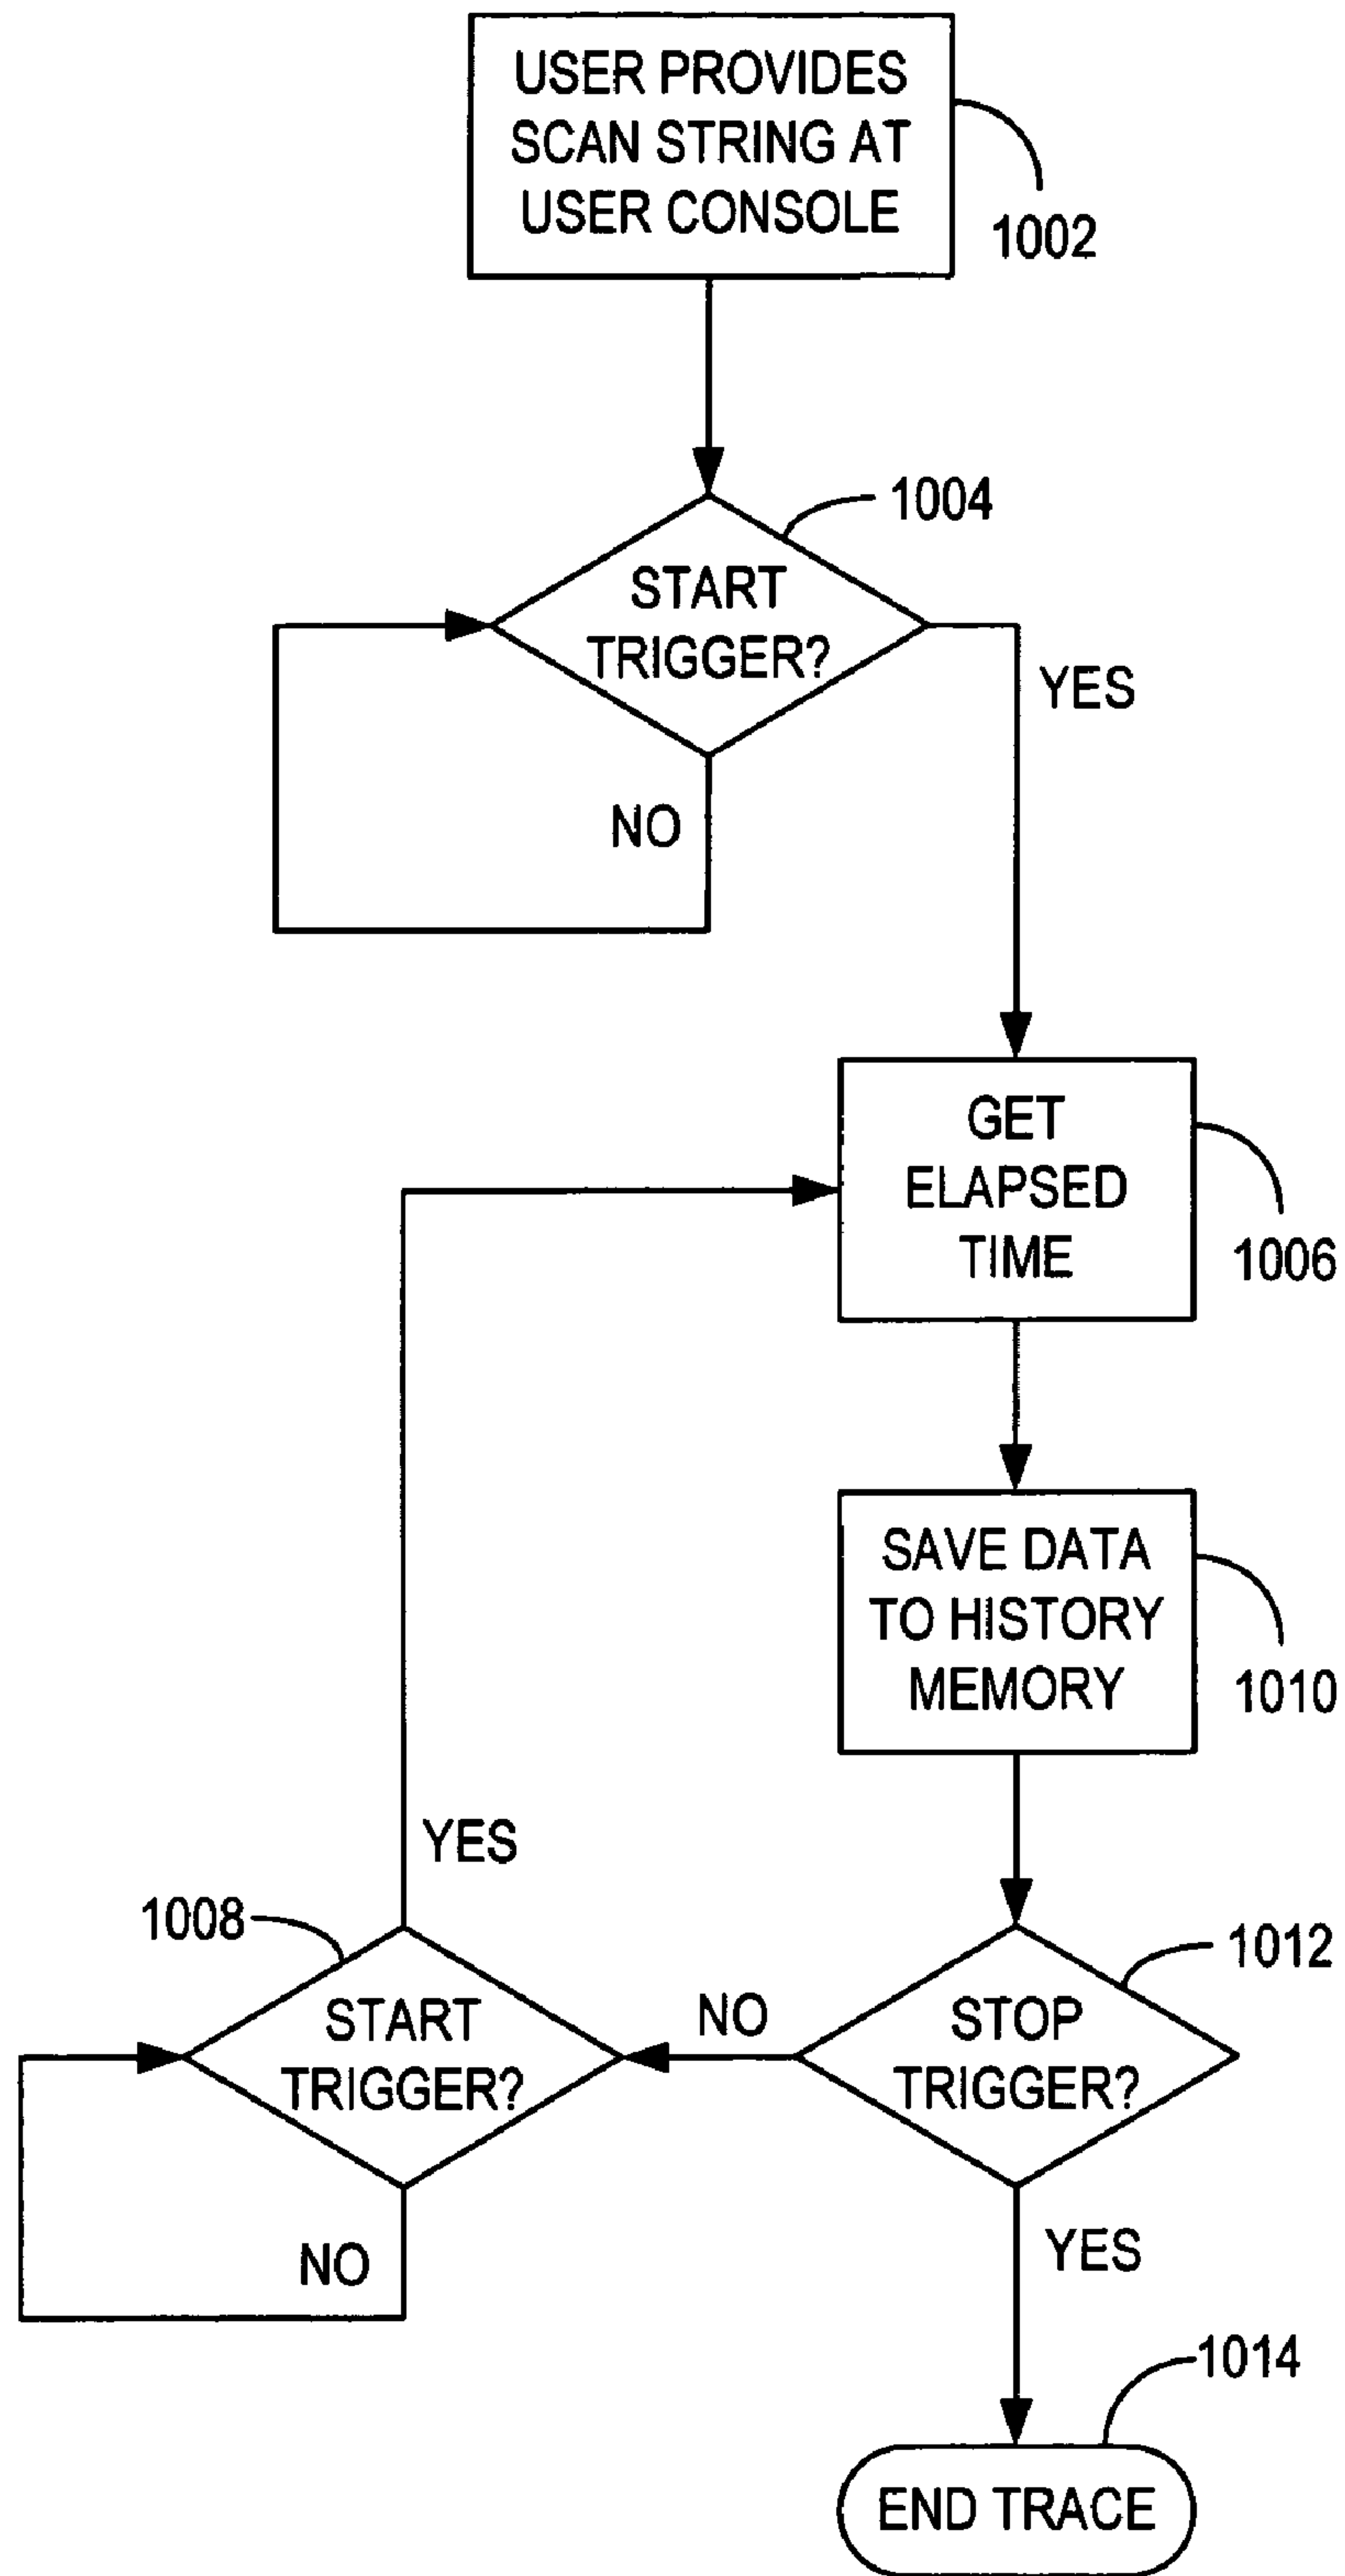 USER PROVIDES
SCAN STRING AT
USER CONSOLE
1002
1004
START
TRIGGER?
YES
NO
GET
ELAPSED
TIME
1006
SAVE DATA
TO HISTORY
MEMORY
1010
YES
1008
1012
START
TRIGGER?
NO
STOP
TRIGGER?
NO
YES
1014
END TRACE